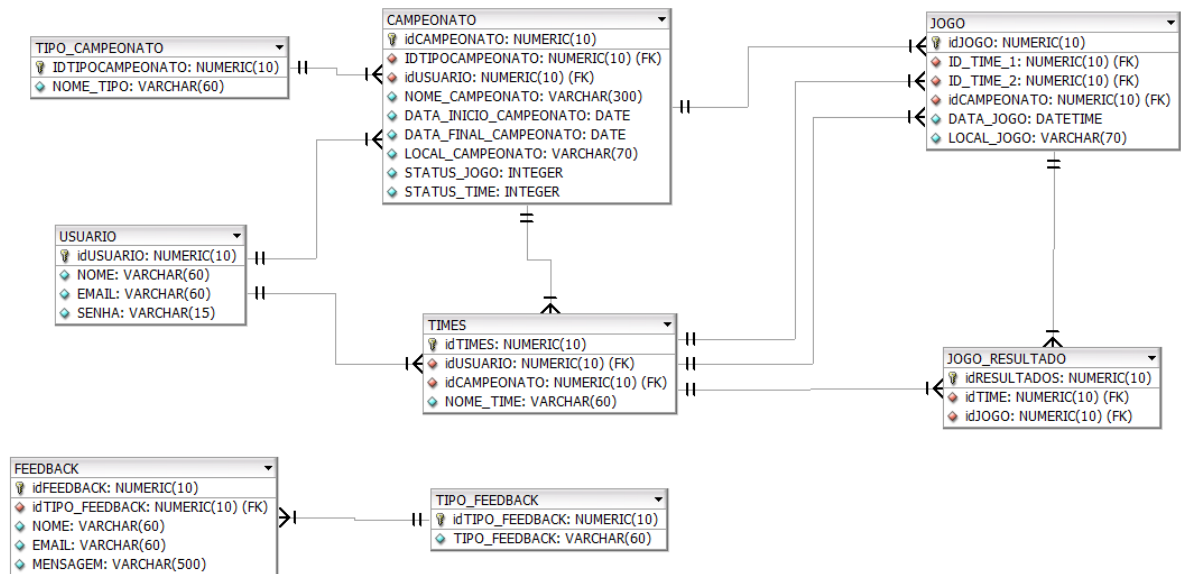 TIPO_CAMPEONATO
IDTIPOCAMPEONATO: NUMERIC(10)
NOME_TIPO: VARCHAR(60)
CAMPEONATO
idCAMPEONATO: NUMERIC(10)
IDTIPOCAMPEONATO: NUMERIC(10) (FK)
idUSUARIO: NUMERIC(10) (FK)
NOME_CAMPEONATO: VARCHAR(300)
DATA_INICIO_CAMPEONATO: DATE
DATA_FINAL_CAMPEONATO: DATE
LOCAL_CAMPEONATO: VARCHAR(70)
STATUS_JOGO: INTEGER
STATUS_TIME: INTEGER
JOGO
idJOGO: NUMERIC(10)
ID_TIME_1: NUMERIC(10) (FK)
ID_TIME_2: NUMERIC(10) (FK)
idCAMPEONATO: NUMERIC(10) (FK)
DATA_JOGO: DATETIME
LOCAL_JOGO: VARCHAR(70)
USUARIO
idUSUARIO: NUMERIC(10)
NOME: VARCHAR(60)
EMAIL: VARCHAR(60)
SENHA: VARCHAR(15)
TIMES
idTIMES: NUMERIC(10)
idUSUARIO: NUMERIC(10) (FK)
idCAMPEONATO: NUMERIC(10) (FK)
NOME_TIME: VARCHAR(60)
JOGO_RESULTADO
idRESULTADOS: NUMERIC(10)
idTIME: NUMERIC(10) (FK)
idJOGO: NUMERIC(10) (FK)
FEEDBACK
idFEEDBACK: NUMERIC(10)
idTIPO_FEEDBACK: NUMERIC(10) (FK)
NOME: VARCHAR(60)
EMAIL: VARCHAR(60)
MENSAGEM: VARCHAR(500)
TIPO_FEEDBACK
idTIPO_FEEDBACK: NUMERIC(10)
TIPO_FEEDBACK: VARCHAR(60)